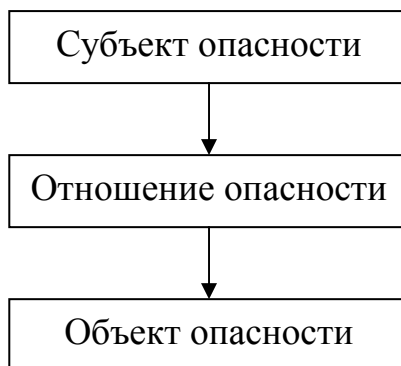 Субъект опасности
Отношение опасности
Объект опасности